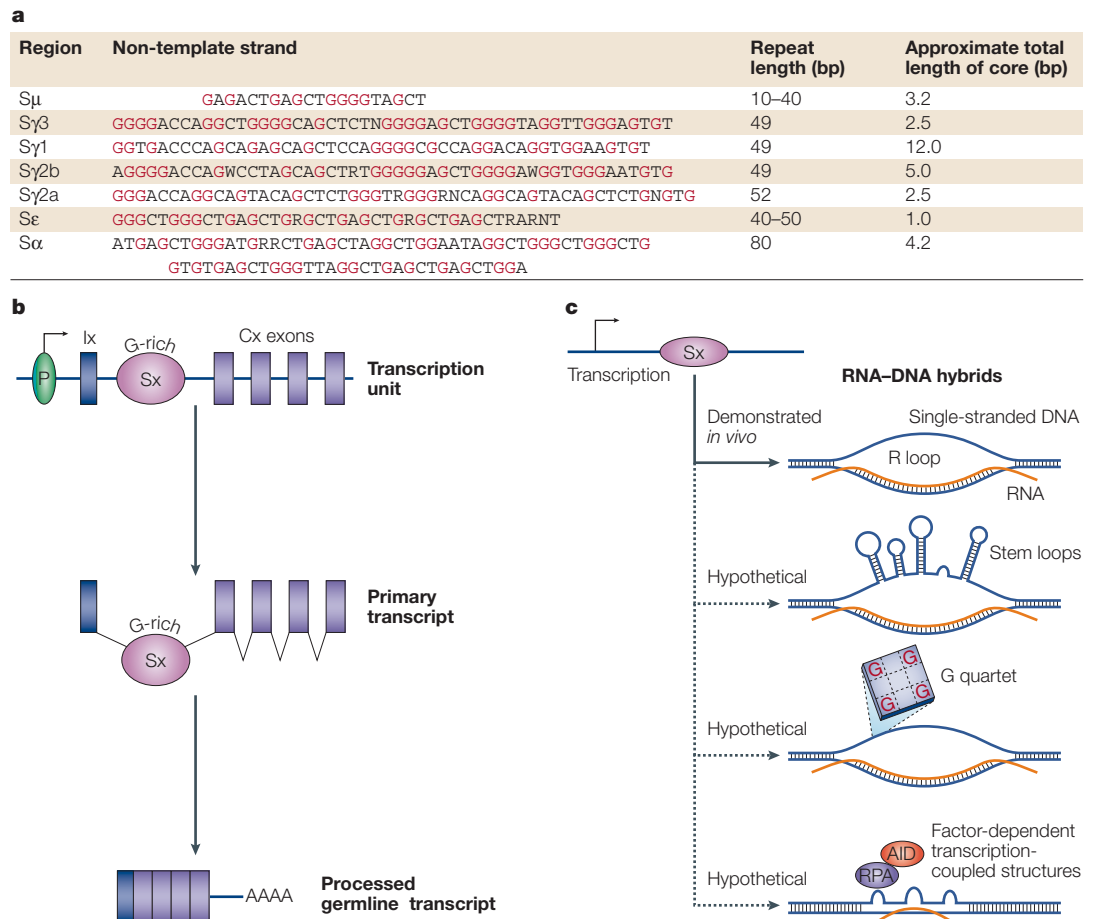 a
Region Non-template strand Repeat length (bp) Approximate total length of core (bp)
Sμ GAGACTGAGCTGGGGTAGCT 10–40 3.2
Sγ3 GGGGACCAGGCTGGGGCAGCTCTNGGGGAGCTGGGGTAGGTTGGGAGTGT 49 2.5
Sγ1 GGTGACCCAGCAGAGCAGCTCCAGGGGCGCCAGGACAGGTGGAAGTGT 49 12.0
Sγ2b AGGGGACCAGWCCTAGCAGCTRTGGGGGAGCTGGGGAWGGTGGGAATGTG 49 5.0
Sγ2a GGGACCAGGCAGTACAGCTCTGGGTRGGGRNCAGGCAGTACAGCTCTGNGTG 52 2.5
Sε GGGCTGGGCTGAGCTGRGCTGAGCTGRGCTGAGCTRARNT 40–50 1.0
Sα ATGAGCTGGGATGRRCTGAGCTAGGCTGGAATAGGCTGGGCTGGGCTG 80 4.2
GTGTGAGCTGGGTTAGGCTGAGCTGAGCTGGA
b
P
Ix
G-rich
Sx
Cx exons
Transcription
unit
G-rich
Sx
Primary
transcript
AAAA
Processed
germline transcript
c
Sx
Transcription
RNA–DNA hybrids
Demonstrated
in vivo
Single-stranded DNA
R loop
RNA
Hypothetical
Stem loops
Hypothetical
G G
G G
G quartet
Hypothetical
AID
RPA
Factor-dependent
transcription-
coupled structures